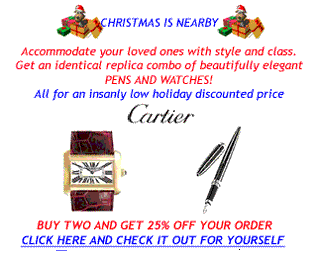 CHRISTMAS IS NEARBY
Accommodate your loved ones with style and class.
Get an identical replica combo of beautifully elegant
PENS AND WATCHES!
All for an insanly low holiday discounted price
Cartier
BUY TWO AND GET 25% OFF YOUR ORDER
CLICK HERE AND CHECK IT OUT FOR YOURSELF